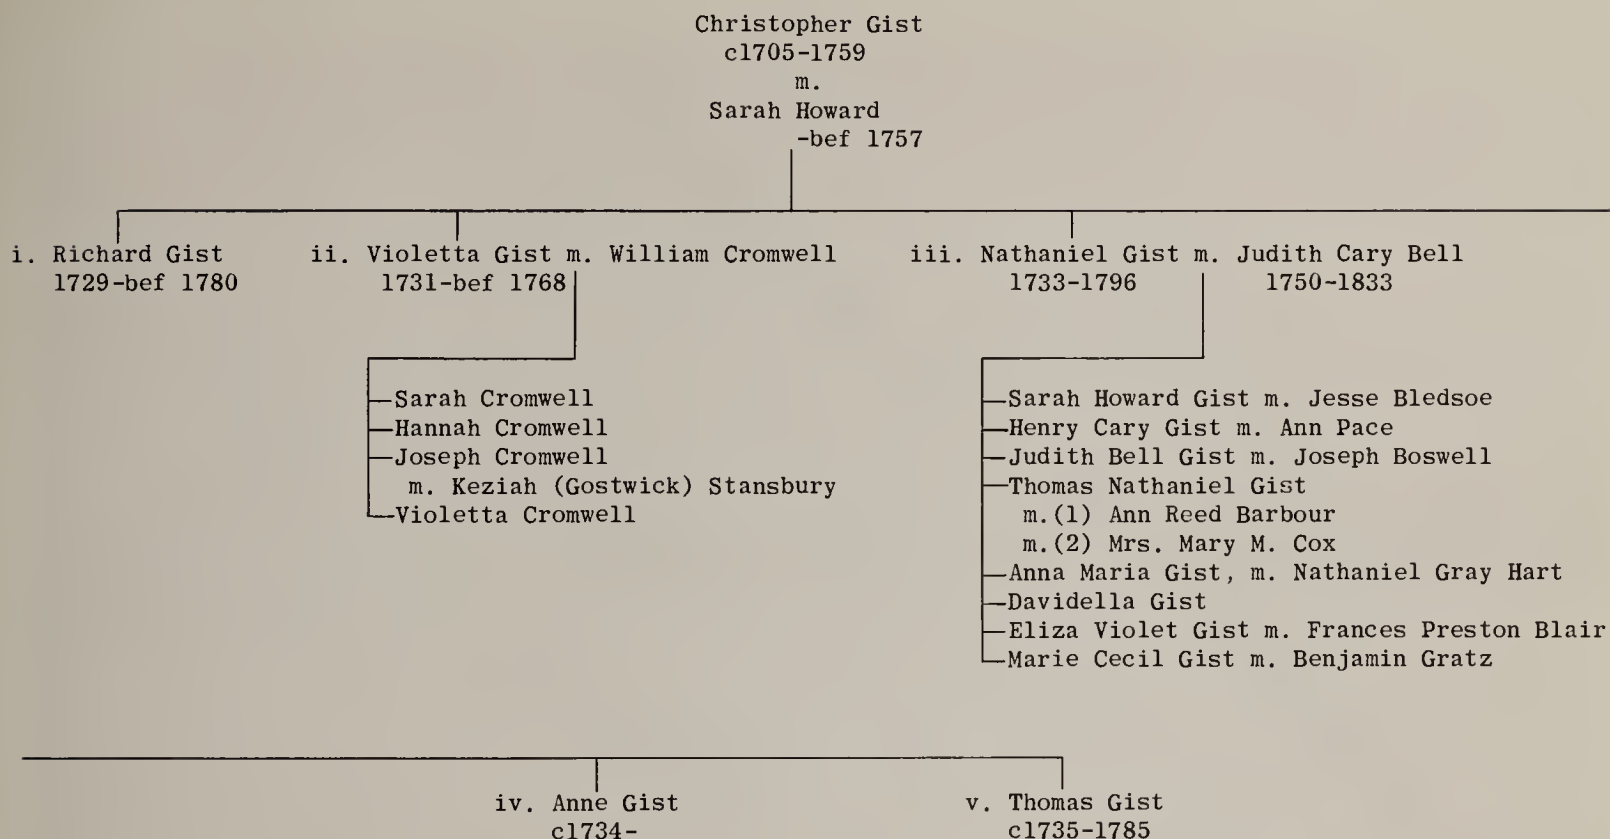 Christopher Gist
c1705-1759
m.
Sarah Howard
-bef 1757
i. Richard Gist
1729-bef 1780
ii. Violetta Gist m. William Cromwell
1731-bef 1768
Sarah Cromwell
Hannah Cromwell
Joseph Cromwell
m. Keziah (Gostwick) Stansbury
Violetta Cromwell
iii. Nathaniel Gist m. Judith Cary Bell
1733-1796 1750-1833
Sarah Howard Gist m. Jesse Bledsoe
Henry Cary Gist m. Ann Pace
Judith Bell Gist m. Joseph Boswell
Thomas Nathaniel Gist
m.(1) Ann Reed Barbour
m.(2) Mrs. Mary M. Cox
Anna Maria Gist, m. Nathaniel Gray Hart
Davidella Gist
Eliza Violet Gist m. Frances Preston Blair
Marie Cecil Gist m. Benjamin Gratz
iv. Anne Gist
c1734-
v. Thomas Gist
c1735-1785